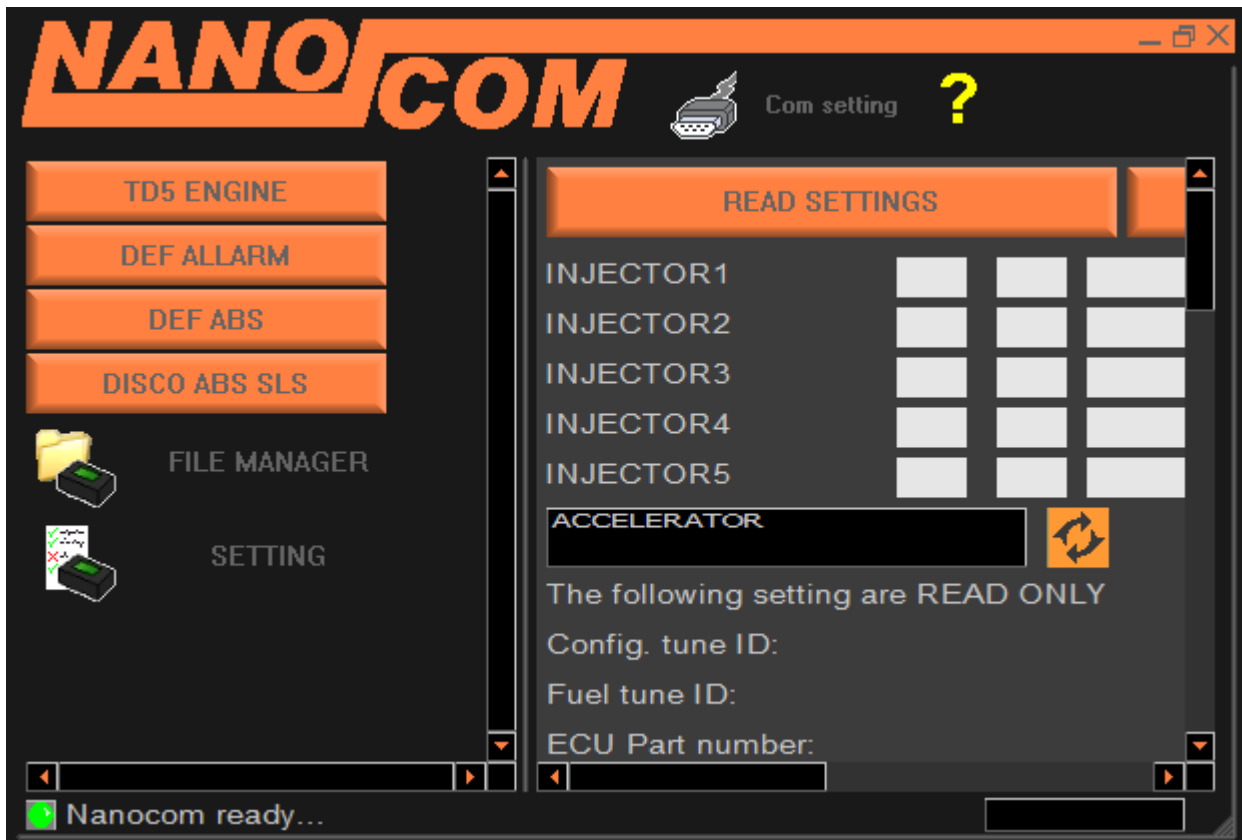 NANOCOM
Com setting
?
TD5 ENGINE
DEF ALLARM
DEF ABS
DISCO ABS SLS
FILE MANAGER
SETTING
READ SETTINGS
INJECTOR1
INJECTOR2
INJECTOR3
INJECTOR4
INJECTOR5
ACCELERATOR
The following setting are READ ONLY
Config. tune ID:
Fuel tune ID:
ECU Part number:
Nanocom ready...